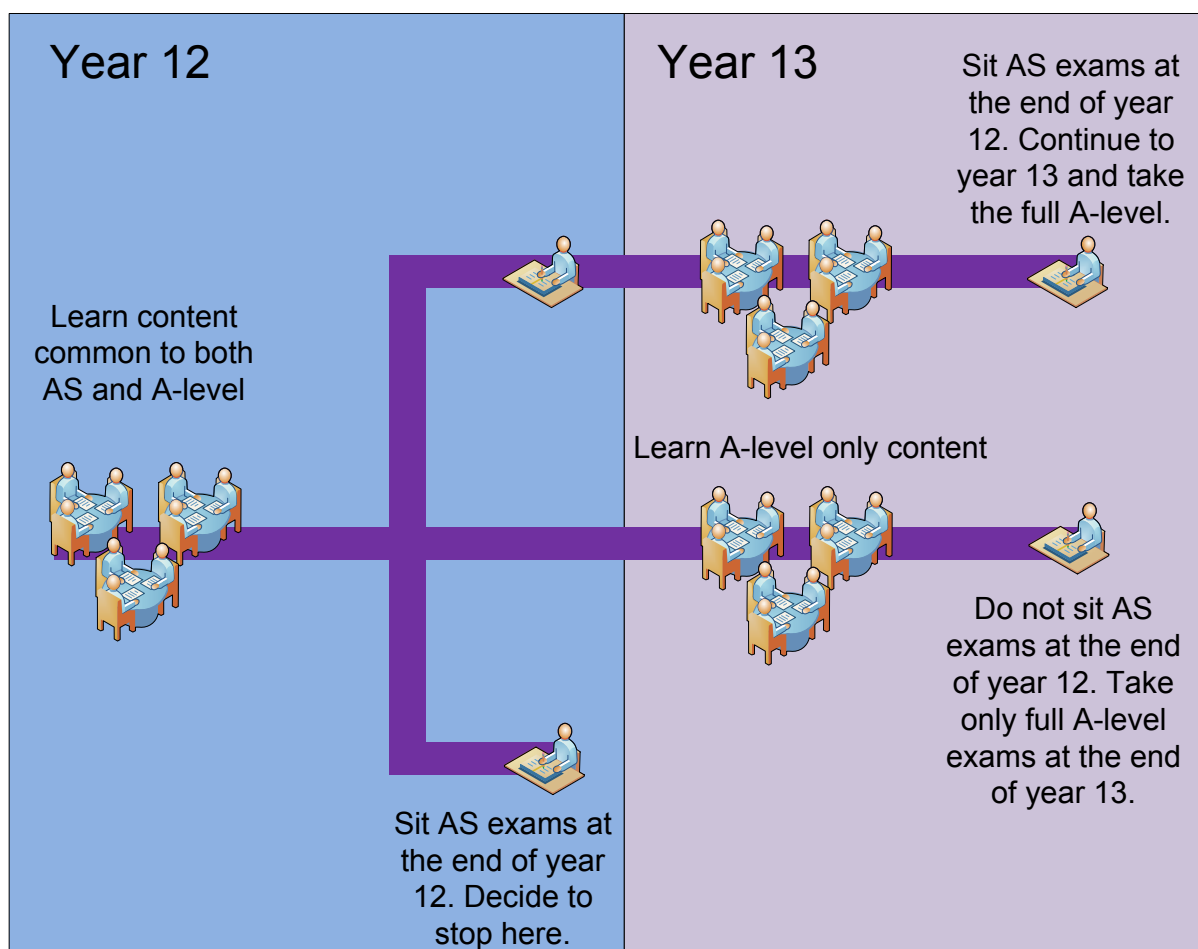 Year 12
Learn content
common to both
AS and A-level
Sit AS exams at
the end of year
12. Decide to
stop here.
Year 13
Sit AS exams at
the end of year
12. Continue to
year 13 and take
the full A-level.
Learn A-level only content
Do not sit AS
exams at the end
of year 12. Take
only full A-level
exams at the end
of year 13.